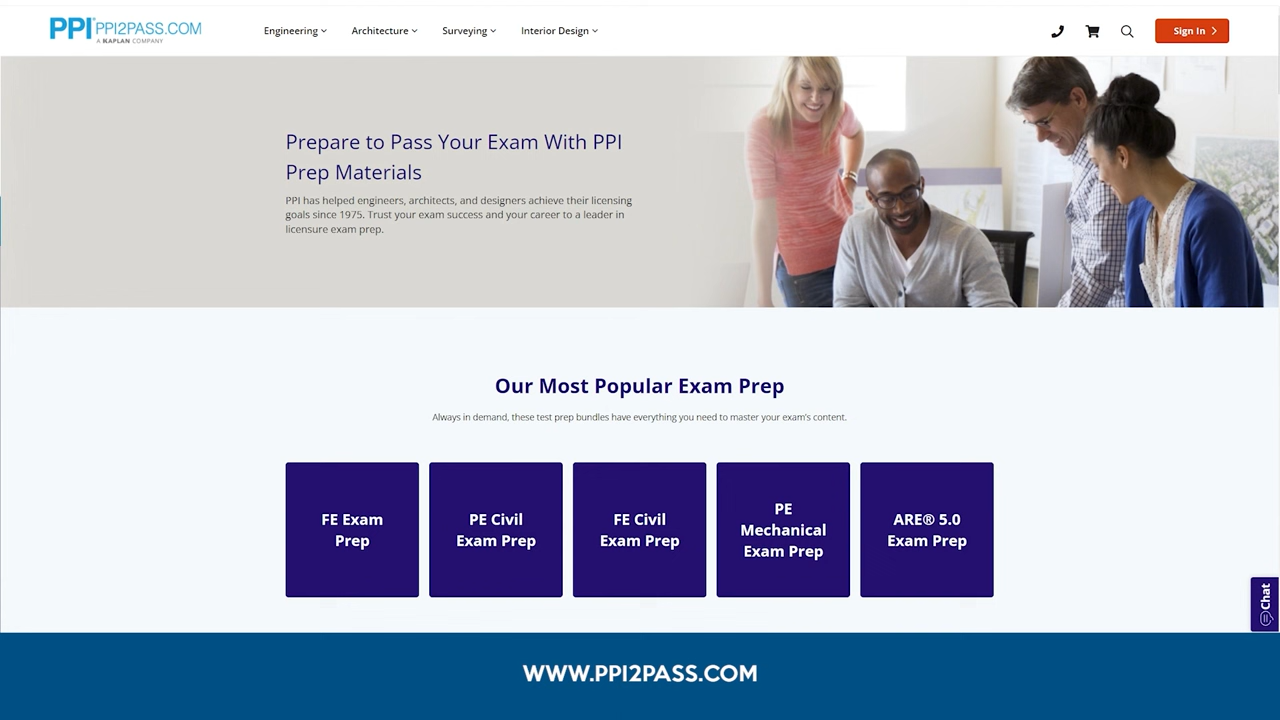 PPI PPI2PASS.COM
A KAPLAN COMPANY
Engineering
Architecture
Surveying
Interior Design
Sign In
Prepare to Pass Your Exam With PPI
Prep Materials
PPI has helped engineers, architects, and designers achieve their licensing
goals since 1975. Trust your exam success and your career to a leader in
licensure exam prep.
Our Most Popular Exam Prep
Always in demand, these test prep bundles have everything you need to master your exam's content.
FE Exam
Prep
PE Civil
Exam Prep
FE Civil
Exam Prep
PE
Mechanical
Exam Prep
ARE® 5.0
Exam Prep
Chat
WWW.PPI2PASS.COM